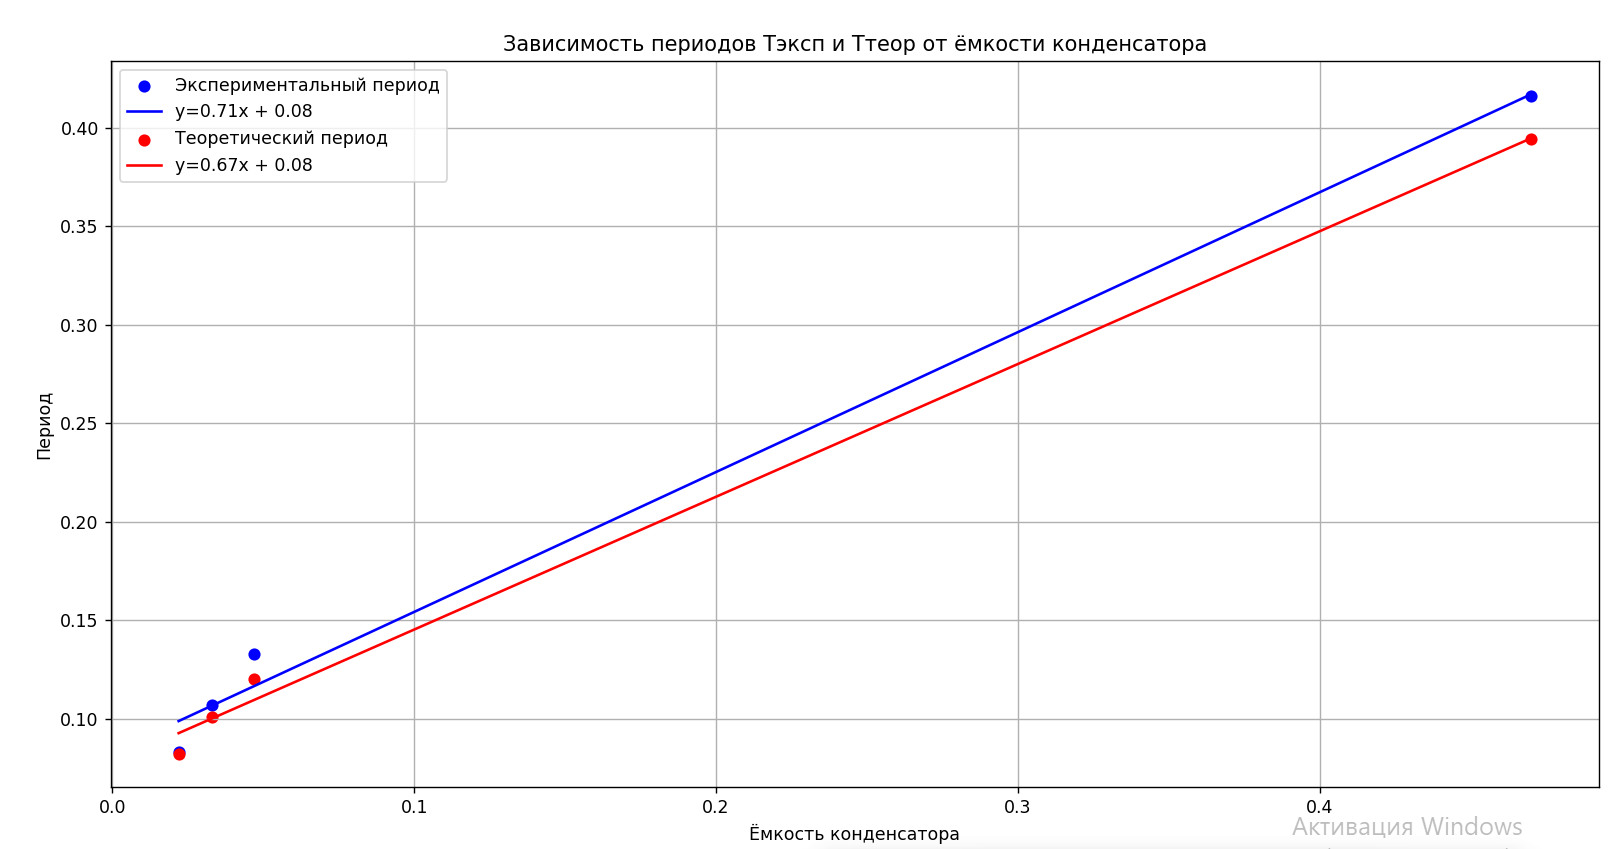 Зависимость периодов Тэксп и Ттеор от ёмкости конденсатора
Экспериментальный период
y=0.71x + 0.08
Теоретический период
y=0.67x + 0.08
0.40
0.35
0.30
0.25
0.20
0.15
0.10
Период
0.0 0.1 0.2 0.3 0.4
Ёмкость конденсатора
Активация Windows